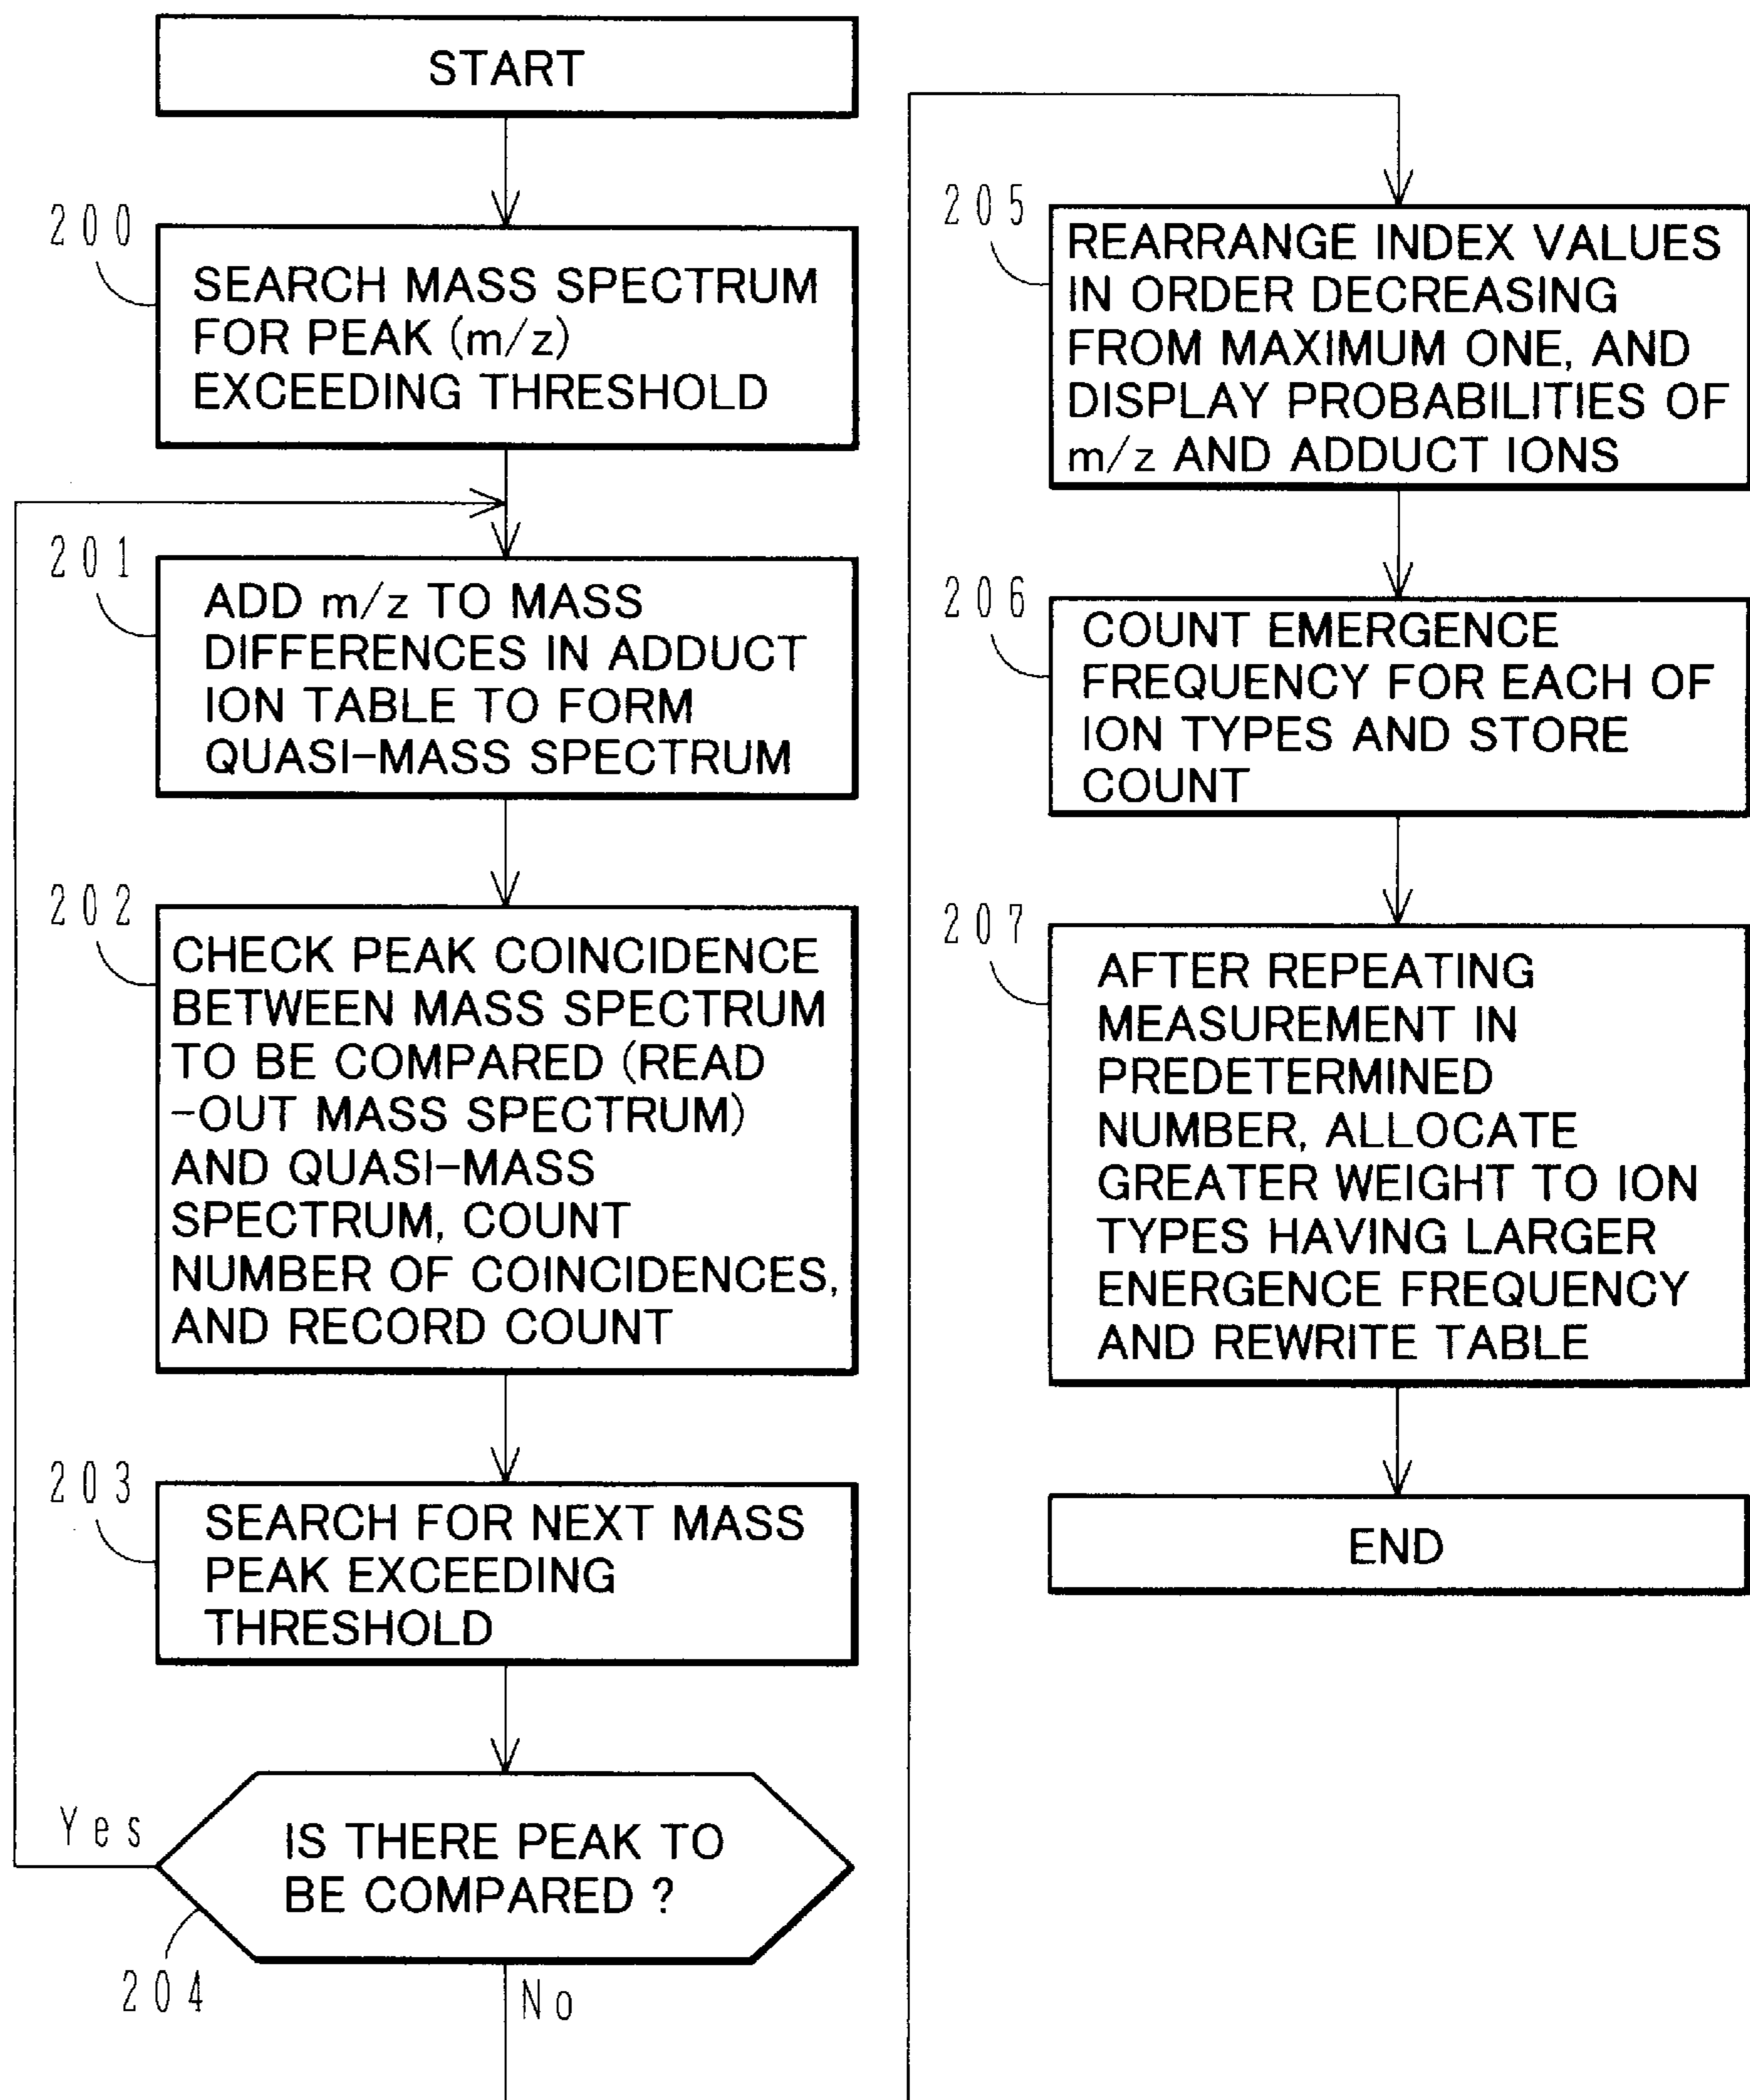 START
200
SEARCH MASS SPECTRUM
FOR PEAK (m/z)
EXCEEDING THRESHOLD
201
ADD m/z TO MASS
DIFFERENCES IN ADDUCT
ION TABLE TO FORM
QUASI-MASS SPECTRUM
202
CHECK PEAK COINCIDENCE
BETWEEN MASS SPECTRUM
TO BE COMPARED (READ
-OUT MASS SPECTRUM)
AND QUASI-MASS
SPECTRUM, COUNT
NUMBER OF COINCIDENCES,
AND RECORD COUNT
203
SEARCH FOR NEXT MASS
PEAK EXCEEDING
THRESHOLD
Yes
IS THERE PEAK TO
BE COMPARED ?
204
No
205
REARRANGE INDEX VALUES
IN ORDER DECREASING
FROM MAXIMUM ONE, AND
DISPLAY PROBABILITIES OF
m/z AND ADDUCT IONS
206
COUNT EMERGENCE
FREQUENCY FOR EACH OF
ION TYPES AND STORE
COUNT
207
AFTER REPEATING
MEASUREMENT IN
PREDETERMINED
NUMBER, ALLOCATE
GREATER WEIGHT TO ION
TYPES HAVING LARGER
ENERGENCE FREQUENCY
AND REWRITE TABLE
END